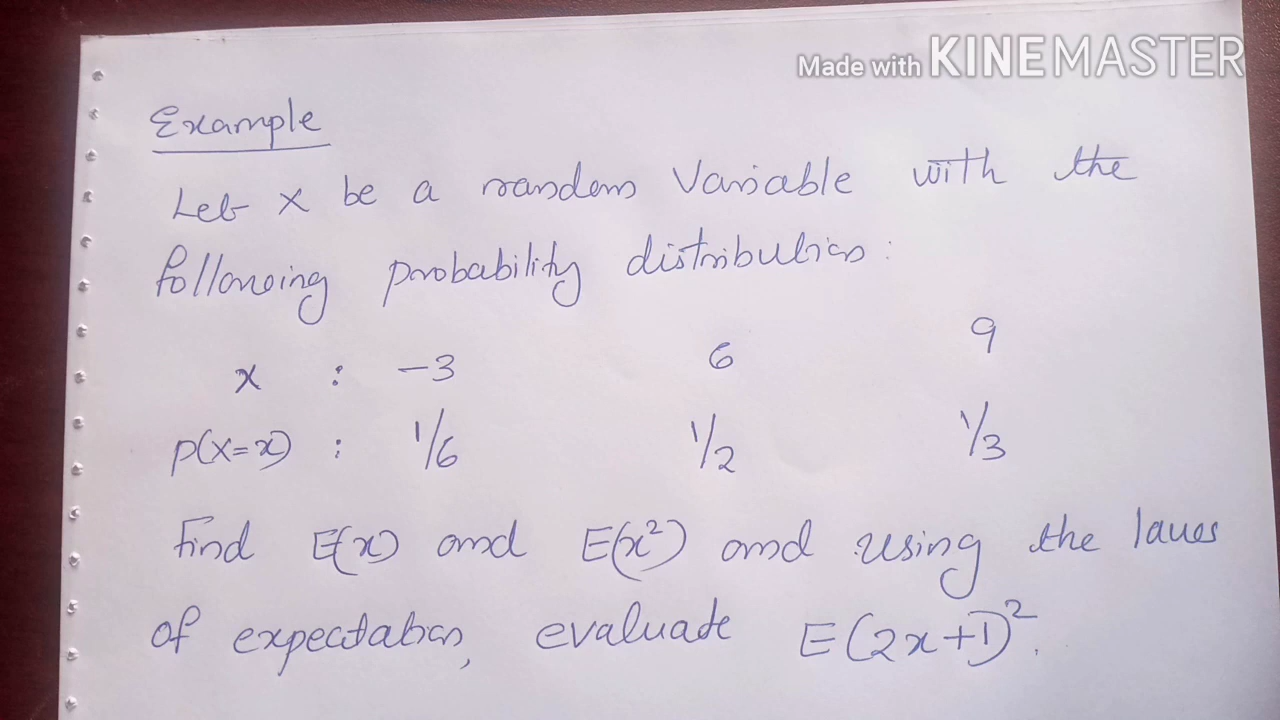 Made with KINEMASTER
Example
Let X be a random Variable with the
following probability distribution:
x : -3 6 9
P(X=x) : 1/6 1/2 1/3
Find E(x) and E(x²) and using the laws
of expectation, evaluate E(2x+1)².